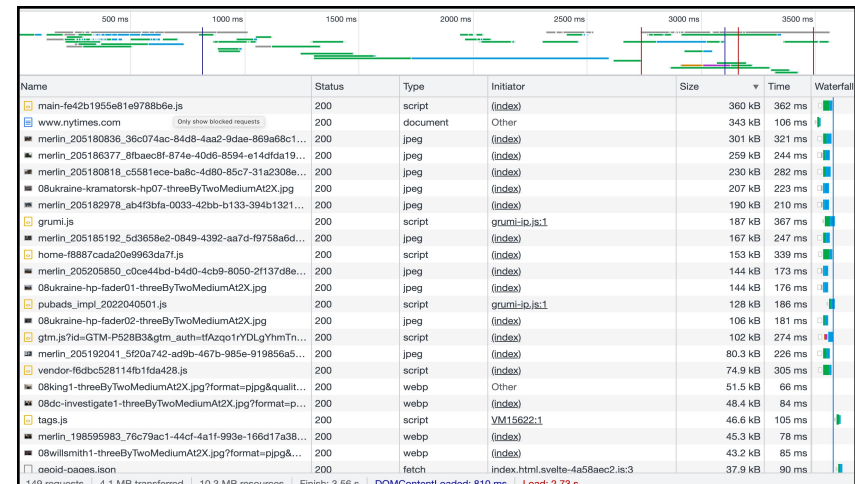 500 ms 1000 ms 1500 ms 2000 ms 2500 ms 3000 ms 3500 ms
Name Status Type Initiator Size Time Waterfall
main-fe42b1955e81e9788b6e.js 200 script (index) 360 kB 362 ms
www.nytimes.com Only show blocked requests 200 document Other 343 kB 106 ms
merlin_205180836_36c074ac-84d8-4aa2-9dae-869a68c1... 200 jpeg (index) 301 kB 321 ms
merlin_205186377_8fbaec8f-874e-40d6-8594-e14dfda19... 200 jpeg (index) 259 kB 244 ms
merlin_205180818_c5581ece-ba8c-4d80-85c7-31a2308e... 200 jpeg (index) 230 kB 282 ms
08ukraine-kramatorsk-hp07-threeByTwoMediumAt2X.jpg 200 jpeg (index) 207 kB 223 ms
merlin_205182978_ab4f3bfa-0033-42bb-b133-394b1321... 200 jpeg (index) 190 kB 210 ms
grumi.js 200 script grumi-ip.js:1 187 kB 367 ms
merlin_205185192_5d3658e2-0849-4392-aa7d-f9758a6d... 200 jpeg (index) 167 kB 247 ms
home-f8887cada20e9963da7f.js 200 script (index) 153 kB 339 ms
merlin_205205850_c0ce44bd-b4d0-4cb9-8050-2f137d8e... 200 jpeg (index) 144 kB 173 ms
08ukraine-hp-fader01-threeByTwoMediumAt2X.jpg 200 jpeg (index) 144 kB 176 ms
pubads_impl_2022040501.js 200 script grumi-ip.js:1 128 kB 186 ms
08ukraine-hp-fader02-threeByTwoMediumAt2X.jpg 200 jpeg (index) 106 kB 181 ms
gtm.js?id=GTM-P528B3&gtm_auth=tfAzqo1rYDLgYhmTn... 200 script (index) 102 kB 274 ms
merlin_205192041_5f20a742-ad9b-467b-985e-919856a5... 200 jpeg (index) 80.3 kB 226 ms
vendor-f6dbc528114fb1fda428.js 200 script (index) 74.9 kB 305 ms
08king1-threeByTwoMediumAt2X.jpg?format=pjpg&qualit... 200 webp Other 51.5 kB 66 ms
08dc-investigate1-threeByTwoMediumAt2X.jpg?format=p... 200 webp (index) 48.4 kB 84 ms
tags.js 200 script VM15622:1 46.6 kB 105 ms
merlin_198595983_76c79ac1-44cf-4a1f-993e-166d17a38... 200 webp (index) 45.3 kB 78 ms
08willsmith1-threeByTwoMediumAt2X.jpg?format=pjpg&... 200 webp (index) 43.2 kB 85 ms
geoid-pages.json 200 fetch index.html.svelte-4a58aec2.js:3 37.9 kB 90 ms
149 requests 4.1 MB transferred 10.3 MB resources Finish: 3.56 s DOMContentLoaded: 810 ms Load: 2.73 s